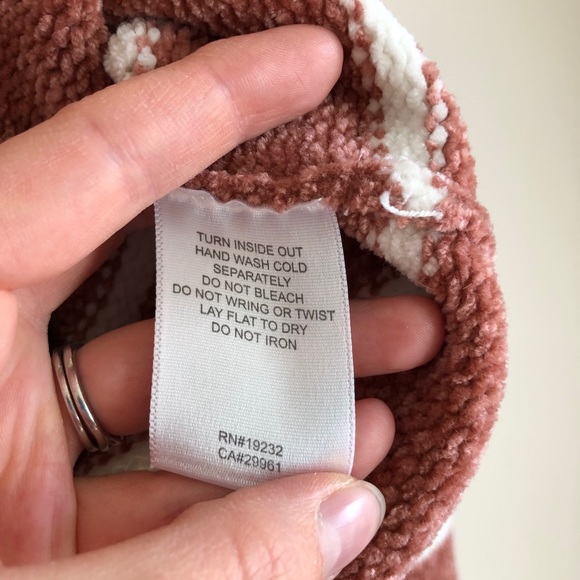 TURN INSIDE OUT
HAND WASH COLD
SEPARATELY
DO NOT BLEACH
DO NOT WRING OR TWIST
LAY FLAT TO DRY
DO NOT IRON
RN#19232
CA#29961